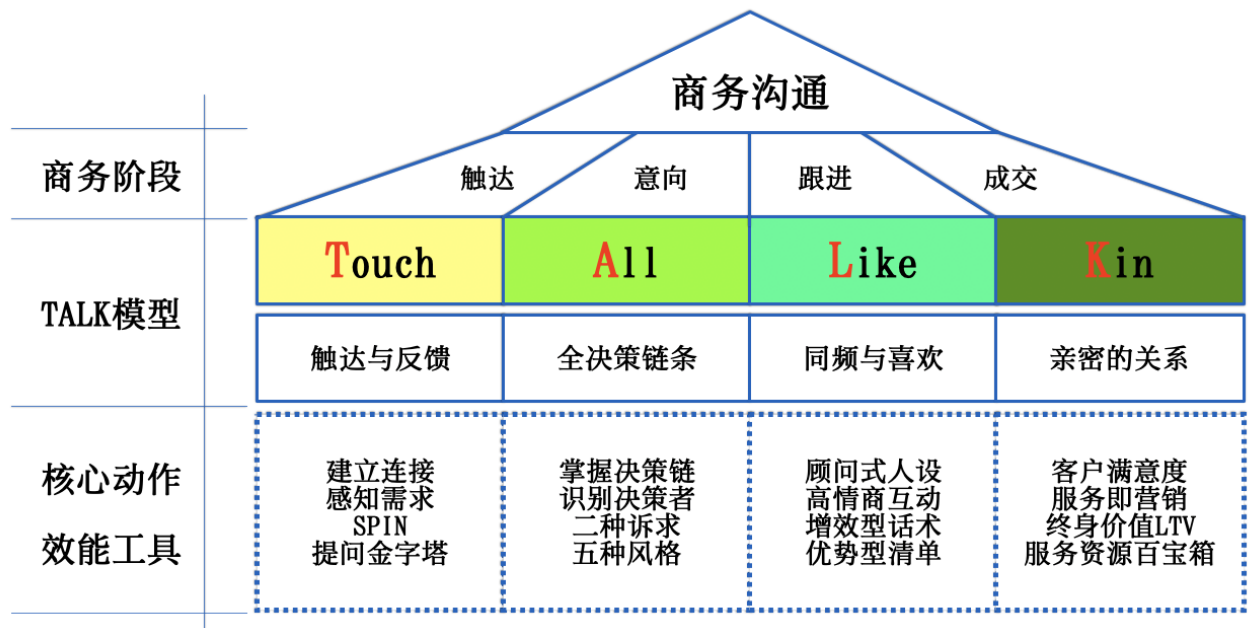 商务沟通
商务阶段
触达
意向
跟进
成交
TALK模型
Touch
All
Like
Kin
触达与反馈
全决策链条
同频与喜欢
亲密的关系
核心动作
效能工具
建立连接
感知需求
SPIN
提问金字塔
掌握决策链
识别决策者
二种诉求
五种风格
顾问式人设
高情商互动
增效型话术
优势型清单
客户满意度
服务即营销
终身价值LTV
服务资源百宝箱